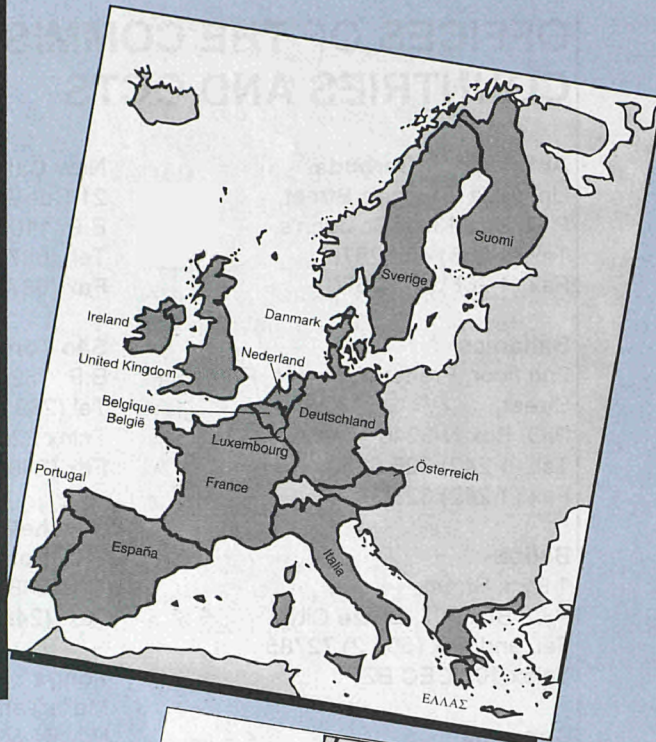 Suomi
Sverige
Danmark
Ireland
United Kingdom
Nederland
Belgique
België
Deutschland
Luxembourg
Österreich
France
Portugal
España
Italia
ΕΛΛΑΣ